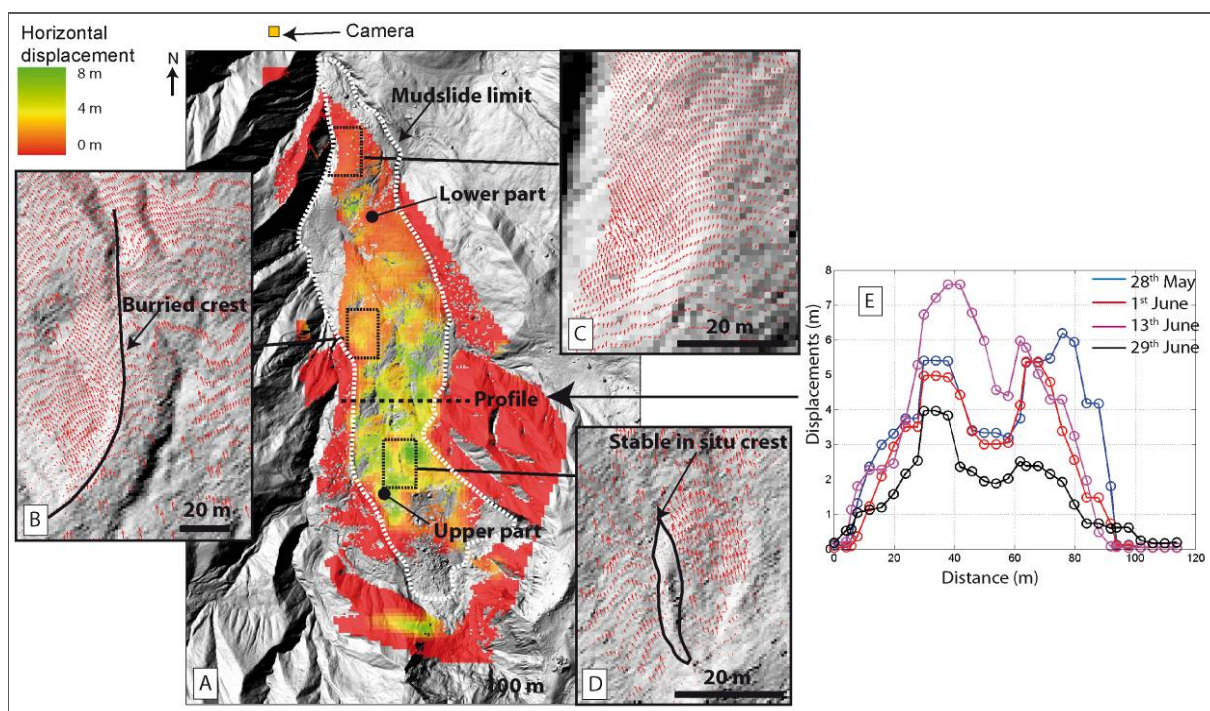 Horizontal
displacement
8 m
4 m
0 m
Camera
N
Mudslide limit
Lower part
Profile
Upper part
A
100 m
Burried crest
B
20 m
C
20 m
Stable in situ crest
D
20 m
E
28th May
1st June
13th June
29th June
Displacements (m)
8
7
6
5
4
3
2
1
0
0 20 40 60 80 100 120
Distance (m)